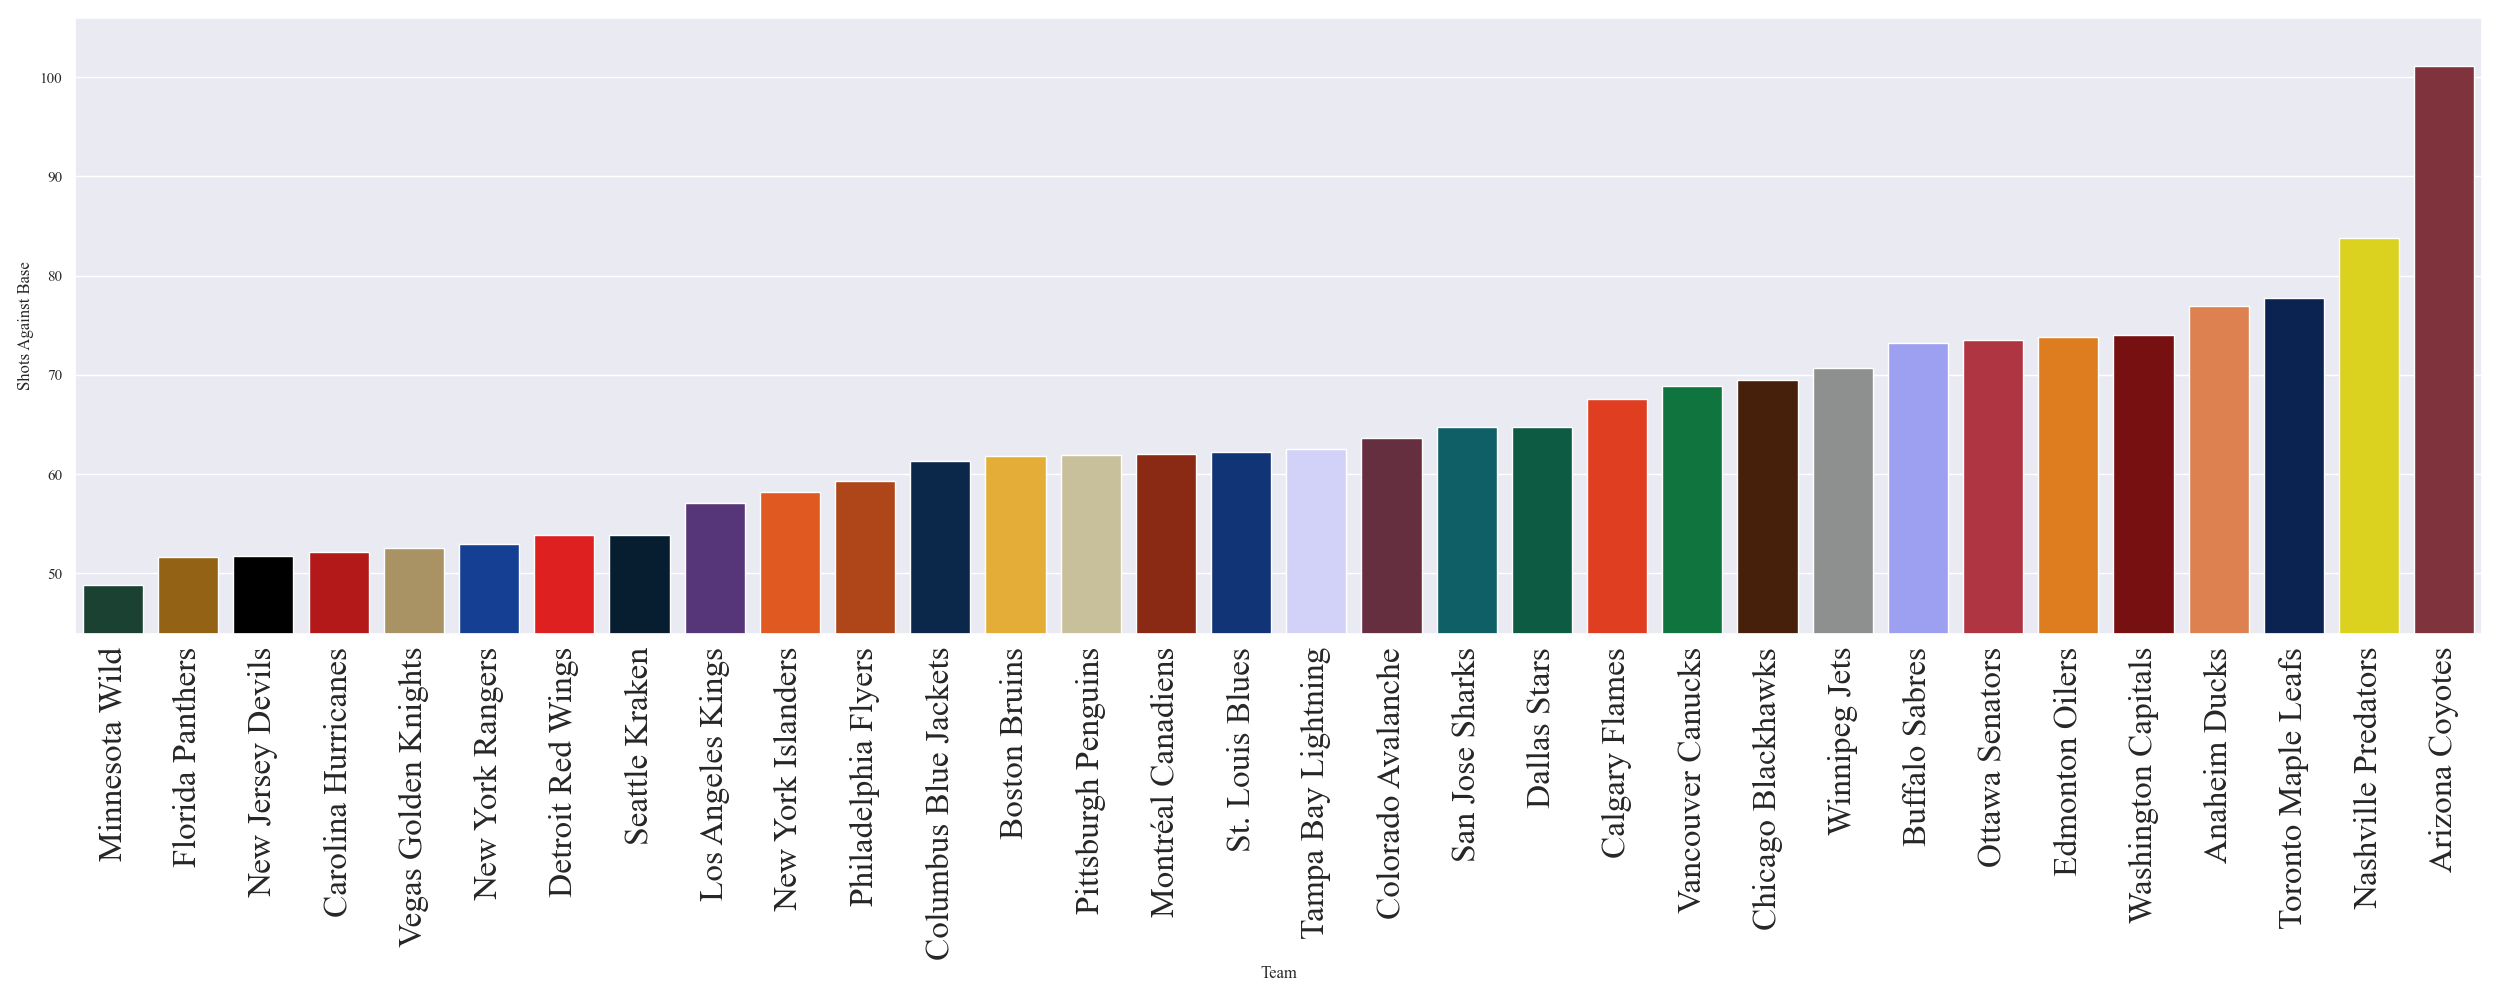 100
90
80
70
60
50
Shots Against Base
Minnesota Wild
Florida Panthers
New Jersey Devils
Carolina Hurricanes
Vegas Golden Knights
New York Rangers
Detroit Red Wings
Seattle Kraken
Los Angeles Kings
New York Islanders
Philadelphia Flyers
Columbus Blue Jackets
Boston Bruins
Pittsburgh Penguins
Montréal Canadiens
St. Louis Blues
Tampa Bay Lightning
Colorado Avalanche
San Jose Sharks
Dallas Stars
Calgary Flames
Vancouver Canucks
Chicago Blackhawks
Winnipeg Jets
Buffalo Sabres
Ottawa Senators
Edmonton Oilers
Washington Capitals
Anaheim Ducks
Toronto Maple Leafs
Nashville Predators
Arizona Coyotes
Team